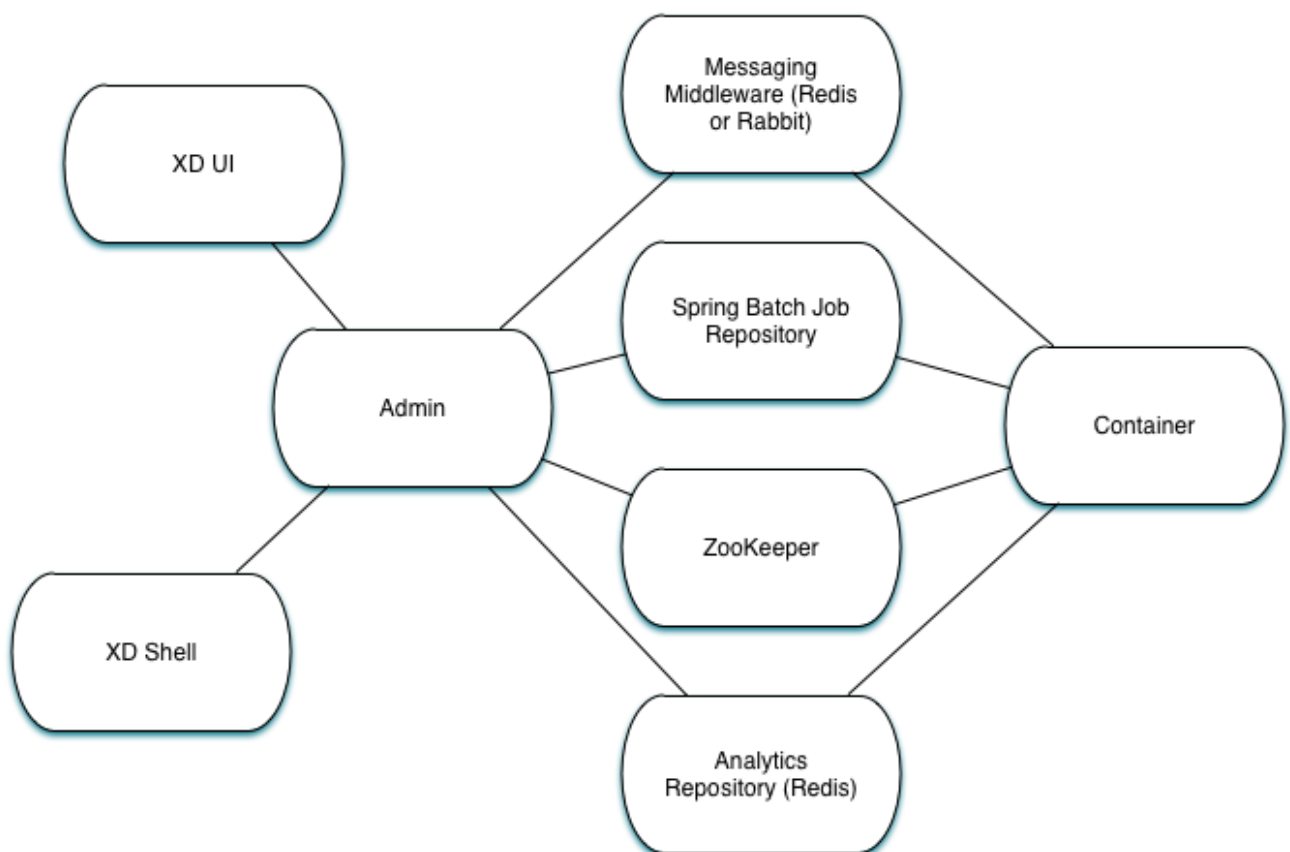 Messaging
Middleware (Redis
or Rabbit)
XD UI
Spring Batch Job
Repository
Admin
Container
ZooKeeper
XD Shell
Analytics
Repository (Redis)